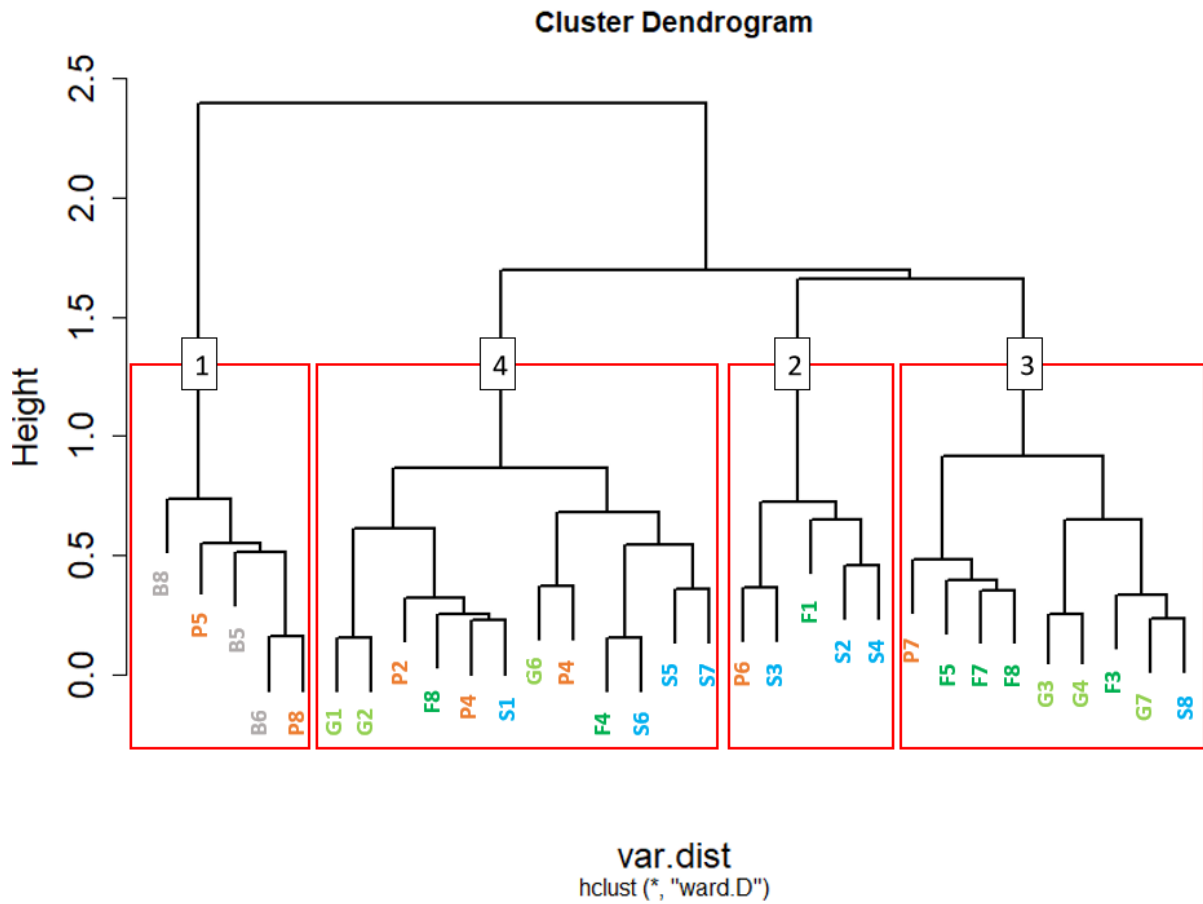 Cluster Dendrogram
Height
2.5
2.0
1.5
1.0
0.5
0.0
1
4
2
3
B8
P5
B5
B6
P8
G1
G2
P2
F8
P4
S1
G6
P4
F4
S6
S5
S7
P6
S3
F1
S2
S4
P7
F5
F7
F8
G3
G4
F3
G7
S8
var.dist
hclust (*, "ward.D")